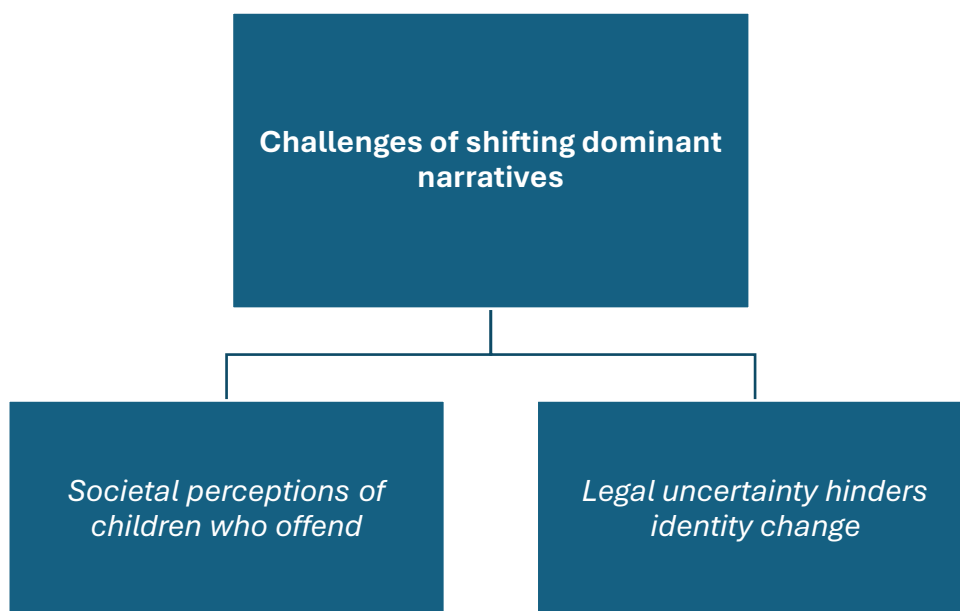 Challenges of shifting dominant
narratives
Societal perceptions of
children who offend
Legal uncertainty hinders
identity change